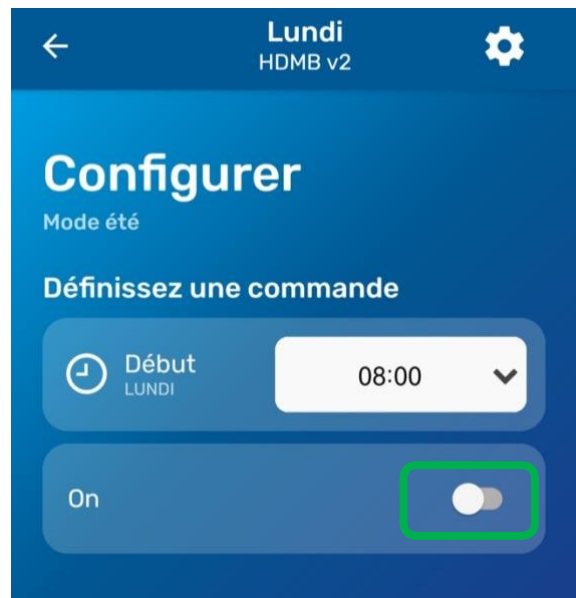 Lundi
HDMB v2
Configurer
Mode été
Définissez une commande
Début
LUNDI
08:00
On